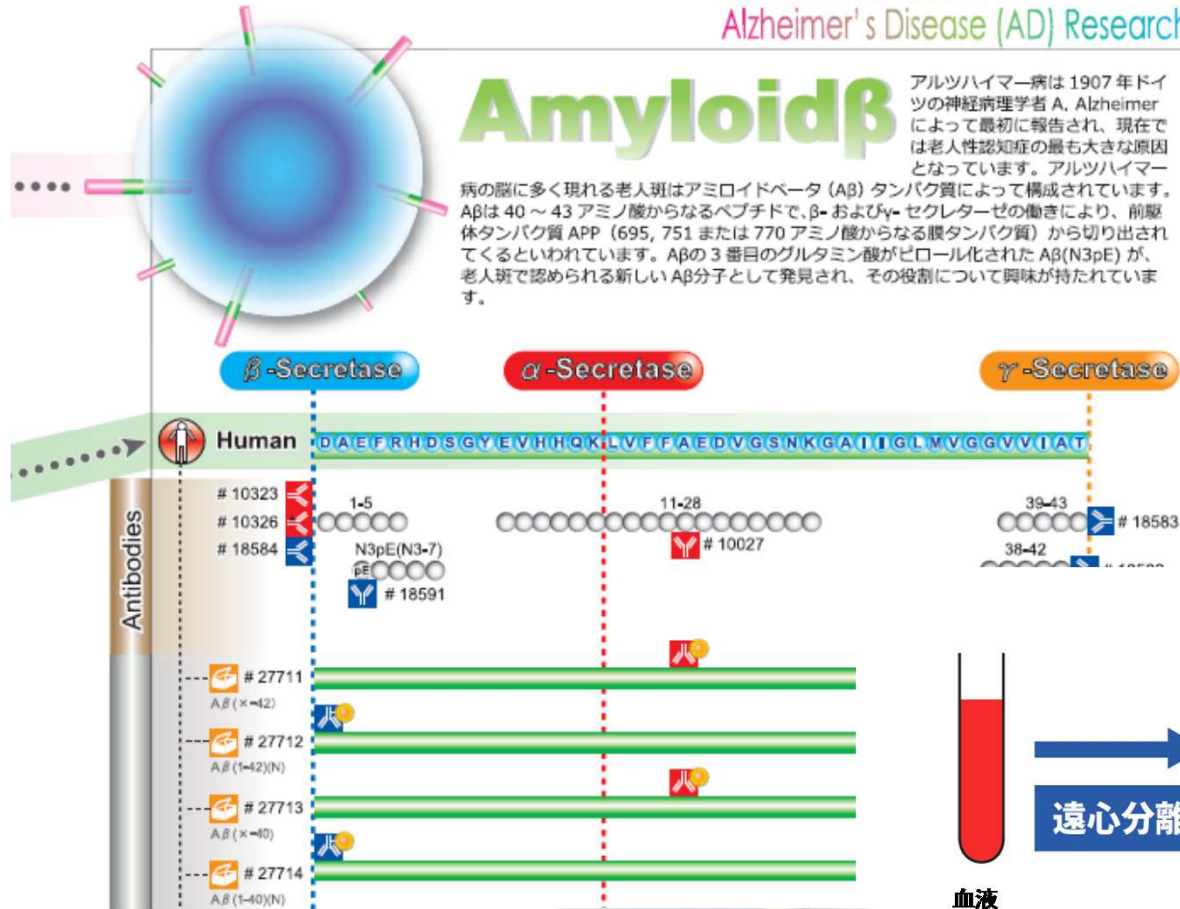 Alzheimer's Disease (AD) Research
Amyloidβ
アルツハイマー病は 1907 年ドイ
ツの神経病理学者 A. Alzheimer
によって最初に報告され、現在で
は老人性認知症の最も大きな原因
となっています。アルツハイマー
病の脳に多く現れる老人斑はアミロイドベータ (Aβ) タンパク質によって構成されています。
Aβは 40 ～ 43 アミノ酸からなるペプチドで、β- およびγ- セクレターゼの働きにより、前駆
体タンパク質 APP（695, 751 または 770 アミノ酸からなる膜タンパク質）から切り出され
てくるといわれています。Aβの 3 番目のグルタミン酸がピロール化された Aβ(N3pE) が、
老人斑で認められる新しい Aβ分子として発見され、その役割について興味が持たれていま
す。
β-Secretase
α-Secretase
γ-Secretase
Human
DAEFRHDSGYEVHHQKLVFFAEDVGSNKGAIIGLMVGGVVIAT
Antibodies
# 10323
# 10326
# 18584
1-5
N3pE(N3-7)
pE
# 18591
11-28
# 10027
39-43
# 18583
38-42
# 27711
Aβ(×-42)
# 27712
Aβ(1-42)(N)
# 27713
Aβ(×-40)
# 27714
Aβ(1-40)(N)
遠心分離
血液